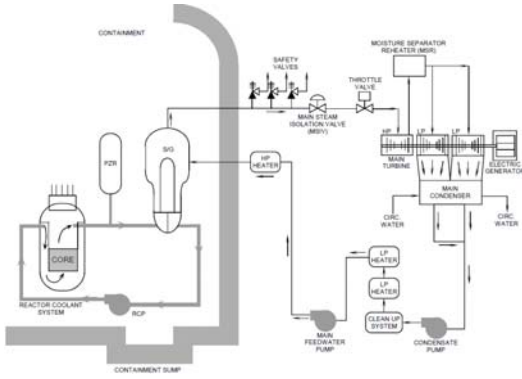 CONTAINMENT
SAFETY
VALVES
MOISTURE SEPARATOR
REHEATER (MSR)
THROTTLE
VALVE
MAIN STEAM
ISOLATION VALVE
(MSIV)
HP
LP
LP
MAIN
TURBINE
ELECTRIC
GENERATOR
S/G
PZR
HP
HEATER
MAIN
CONDENSER
CIRC.
WATER
CIRC.
WATER
CORE
REACTOR COOLANT
SYSTEM
RCP
LP
HEATER
LP
HEATER
CLEAN UP
SYSTEM
MAIN
FEEDWATER
PUMP
CONDENSATE
PUMP
CONTAINMENT SUMP